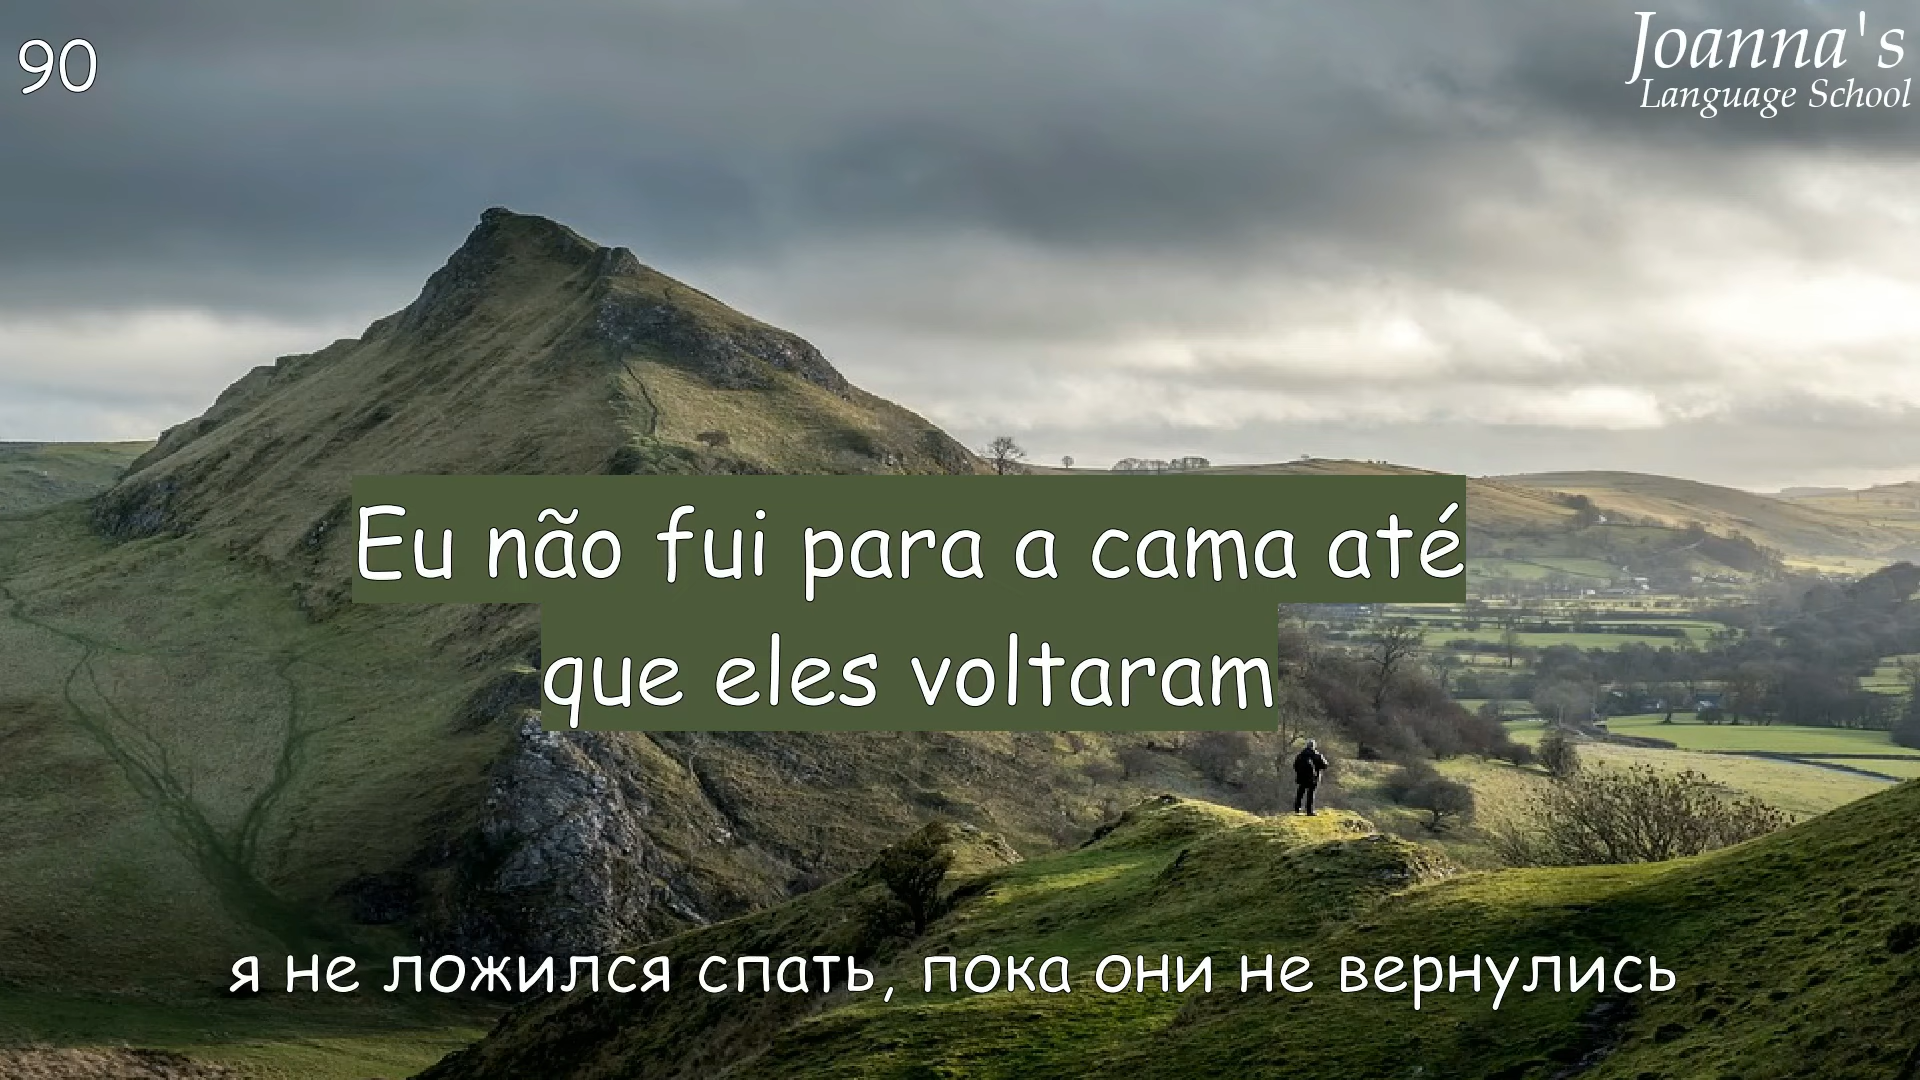 90
Joanna's
Language School
Eu não fui para a cama até
que eles voltaram
я не ложился спать, пока они не вернулись